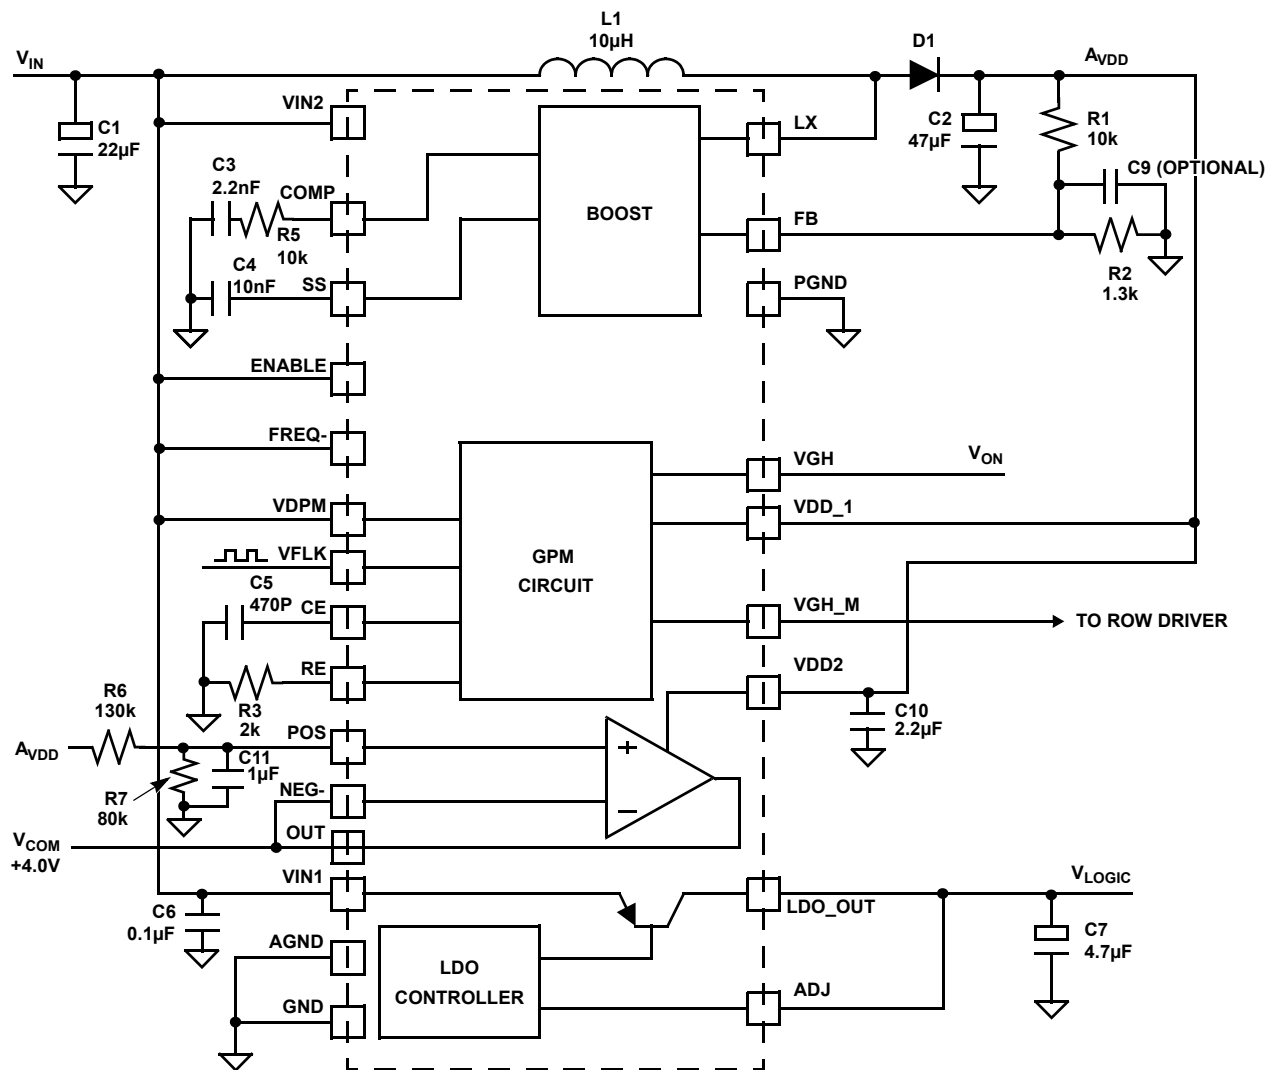 L1
10µH
VIN
D1
AVDD
VIN2
C1
22µF
LX
C2
47µF
R1
10k
C3
2.2nF
COMP
C9 (OPTIONAL)
BOOST
FB
R5
10k
C4
10nF
SS
R2
1.3k
PGND
ENABLE
FREQ-
VGH
VON
VDPM
VDD_1
VFLK
GPM
CIRCUIT
C5
470P
CE
VGH_M
TO ROW DRIVER
RE
VDD2
R6
130k
R3
2k
C10
2.2µF
POS
AVDD
+
C11
1µF
R7
80k
NEG-
–
OUT
VCOM
+4.0V
VIN1
VLOGIC
LDO_OUT
C6
0.1µF
AGND
C7
4.7µF
LDO
CONTROLLER
ADJ
GND